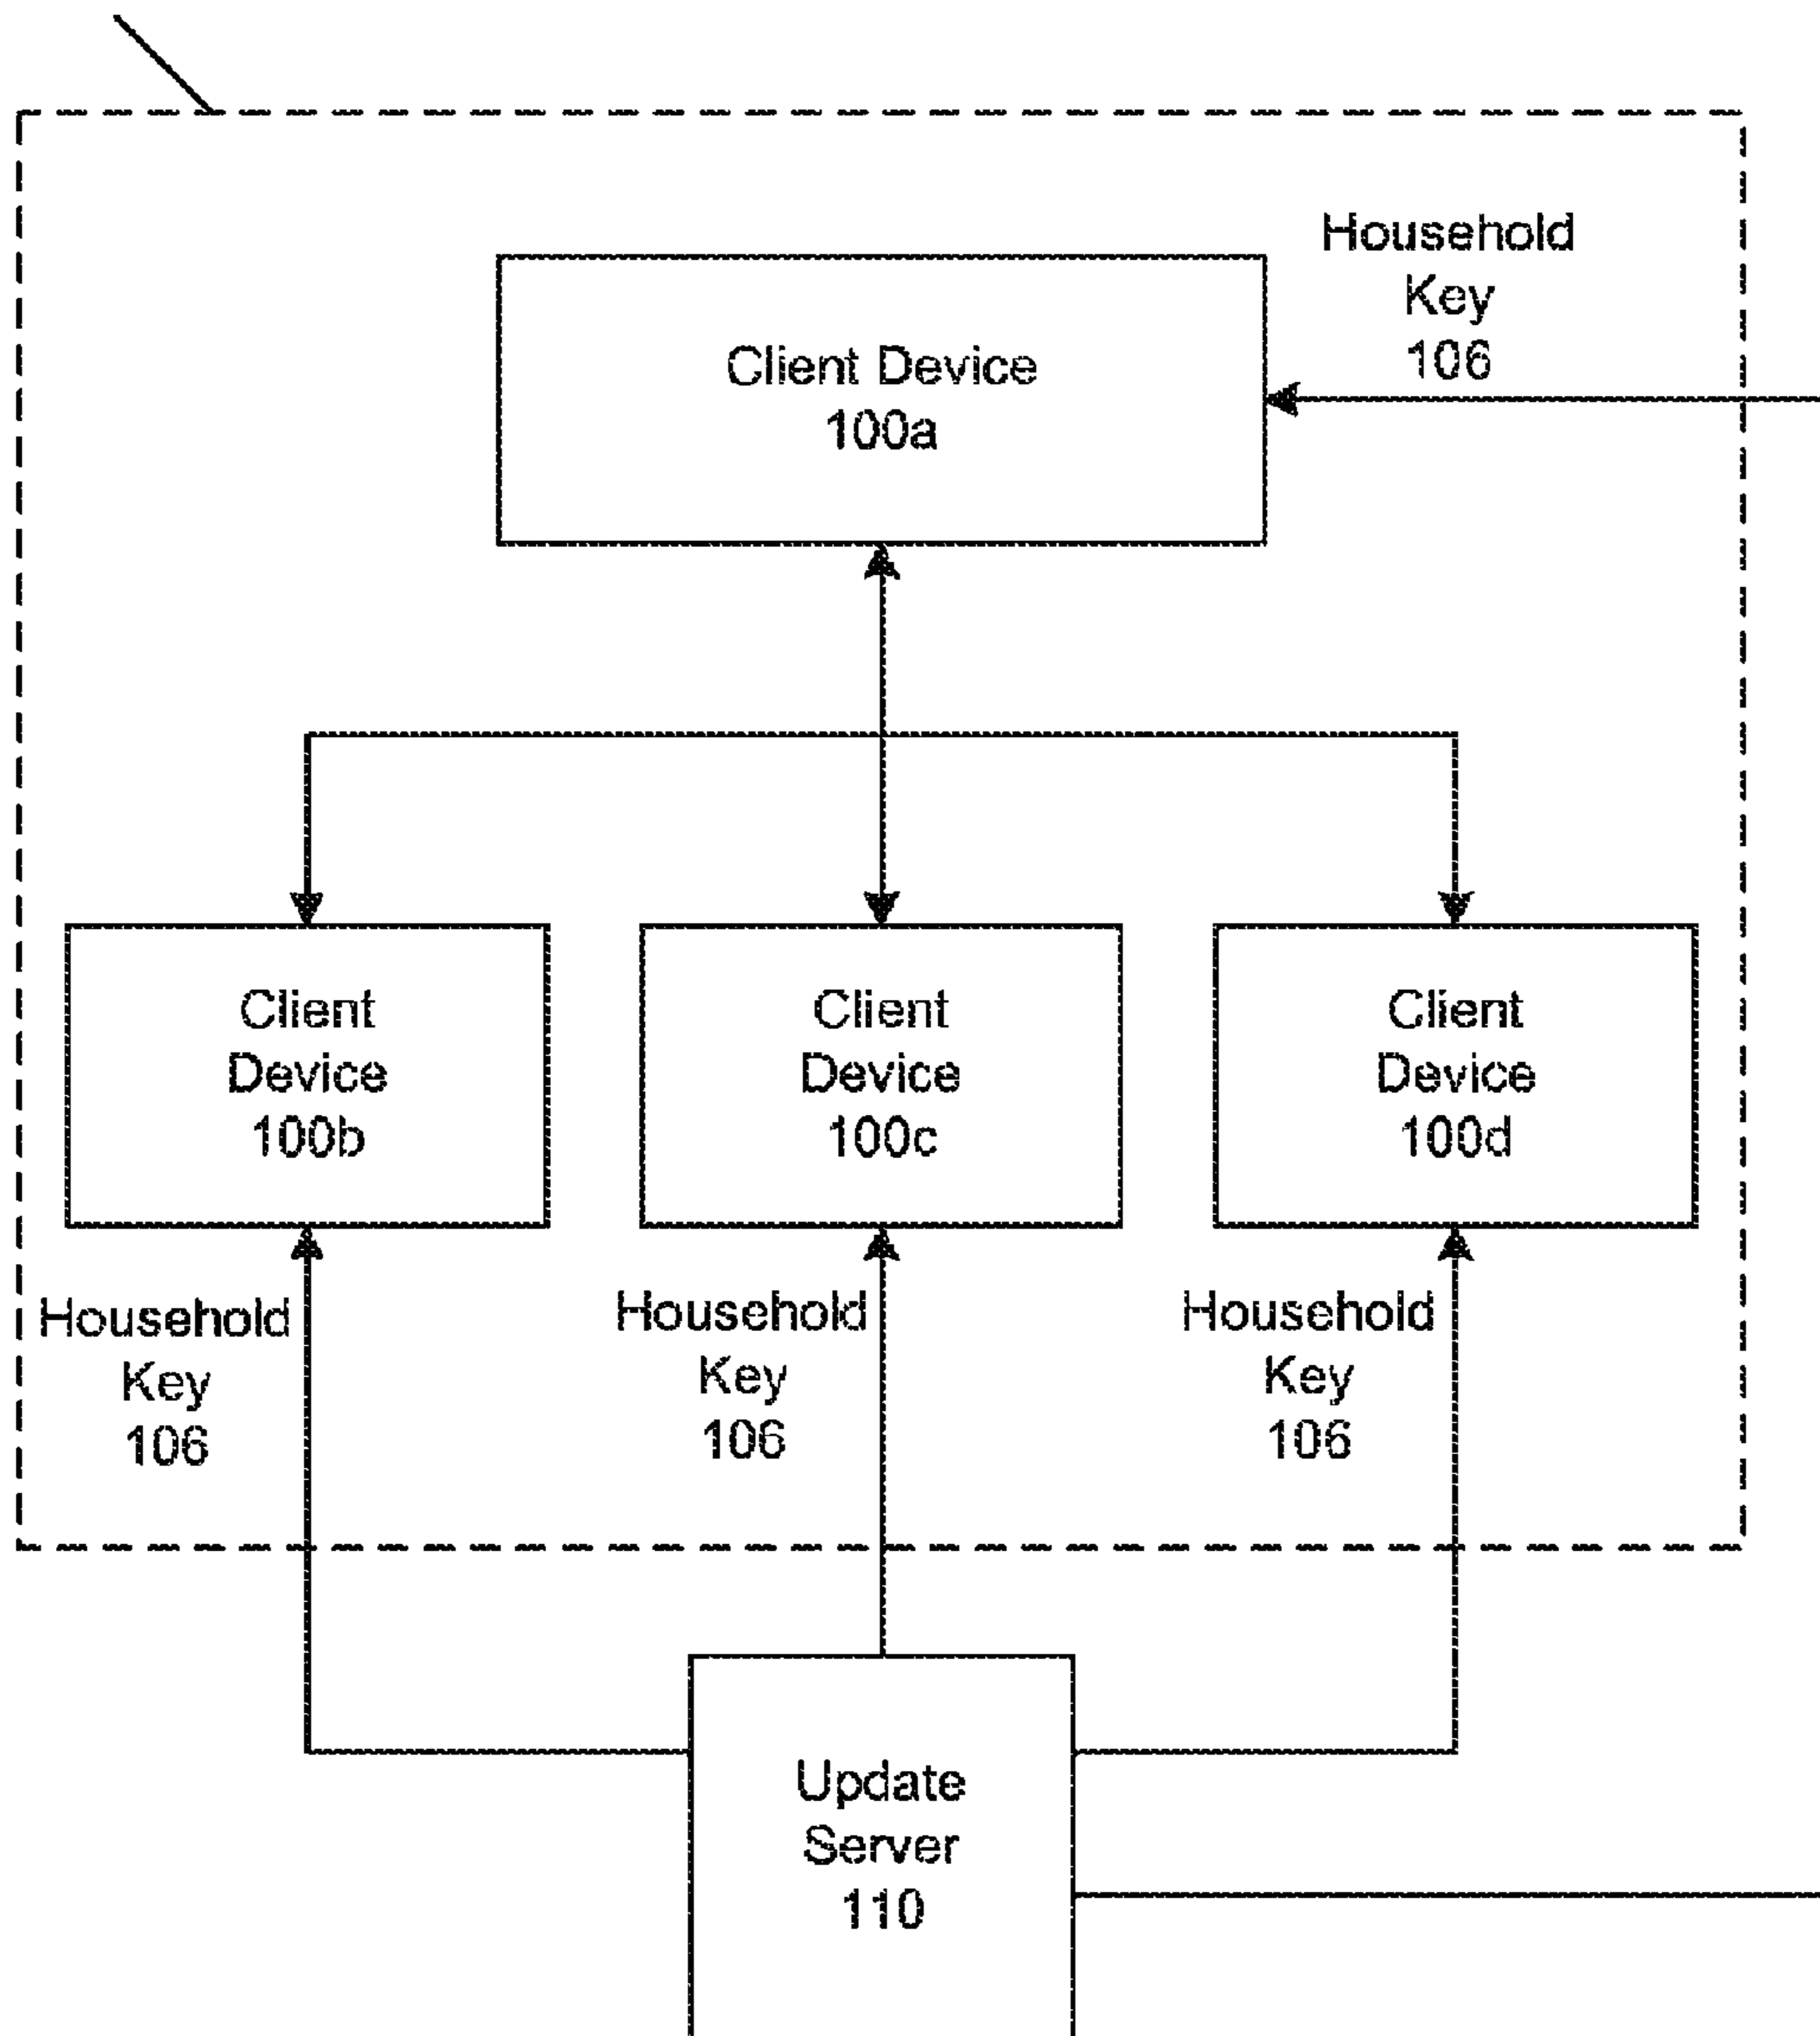 Household
Key
106
Client Device
100a
Client
Device
100b
Client
Device
100c
Client
Device
100d
Household
Key
106
Household
Key
106
Household
Key
106
Update
Server
110